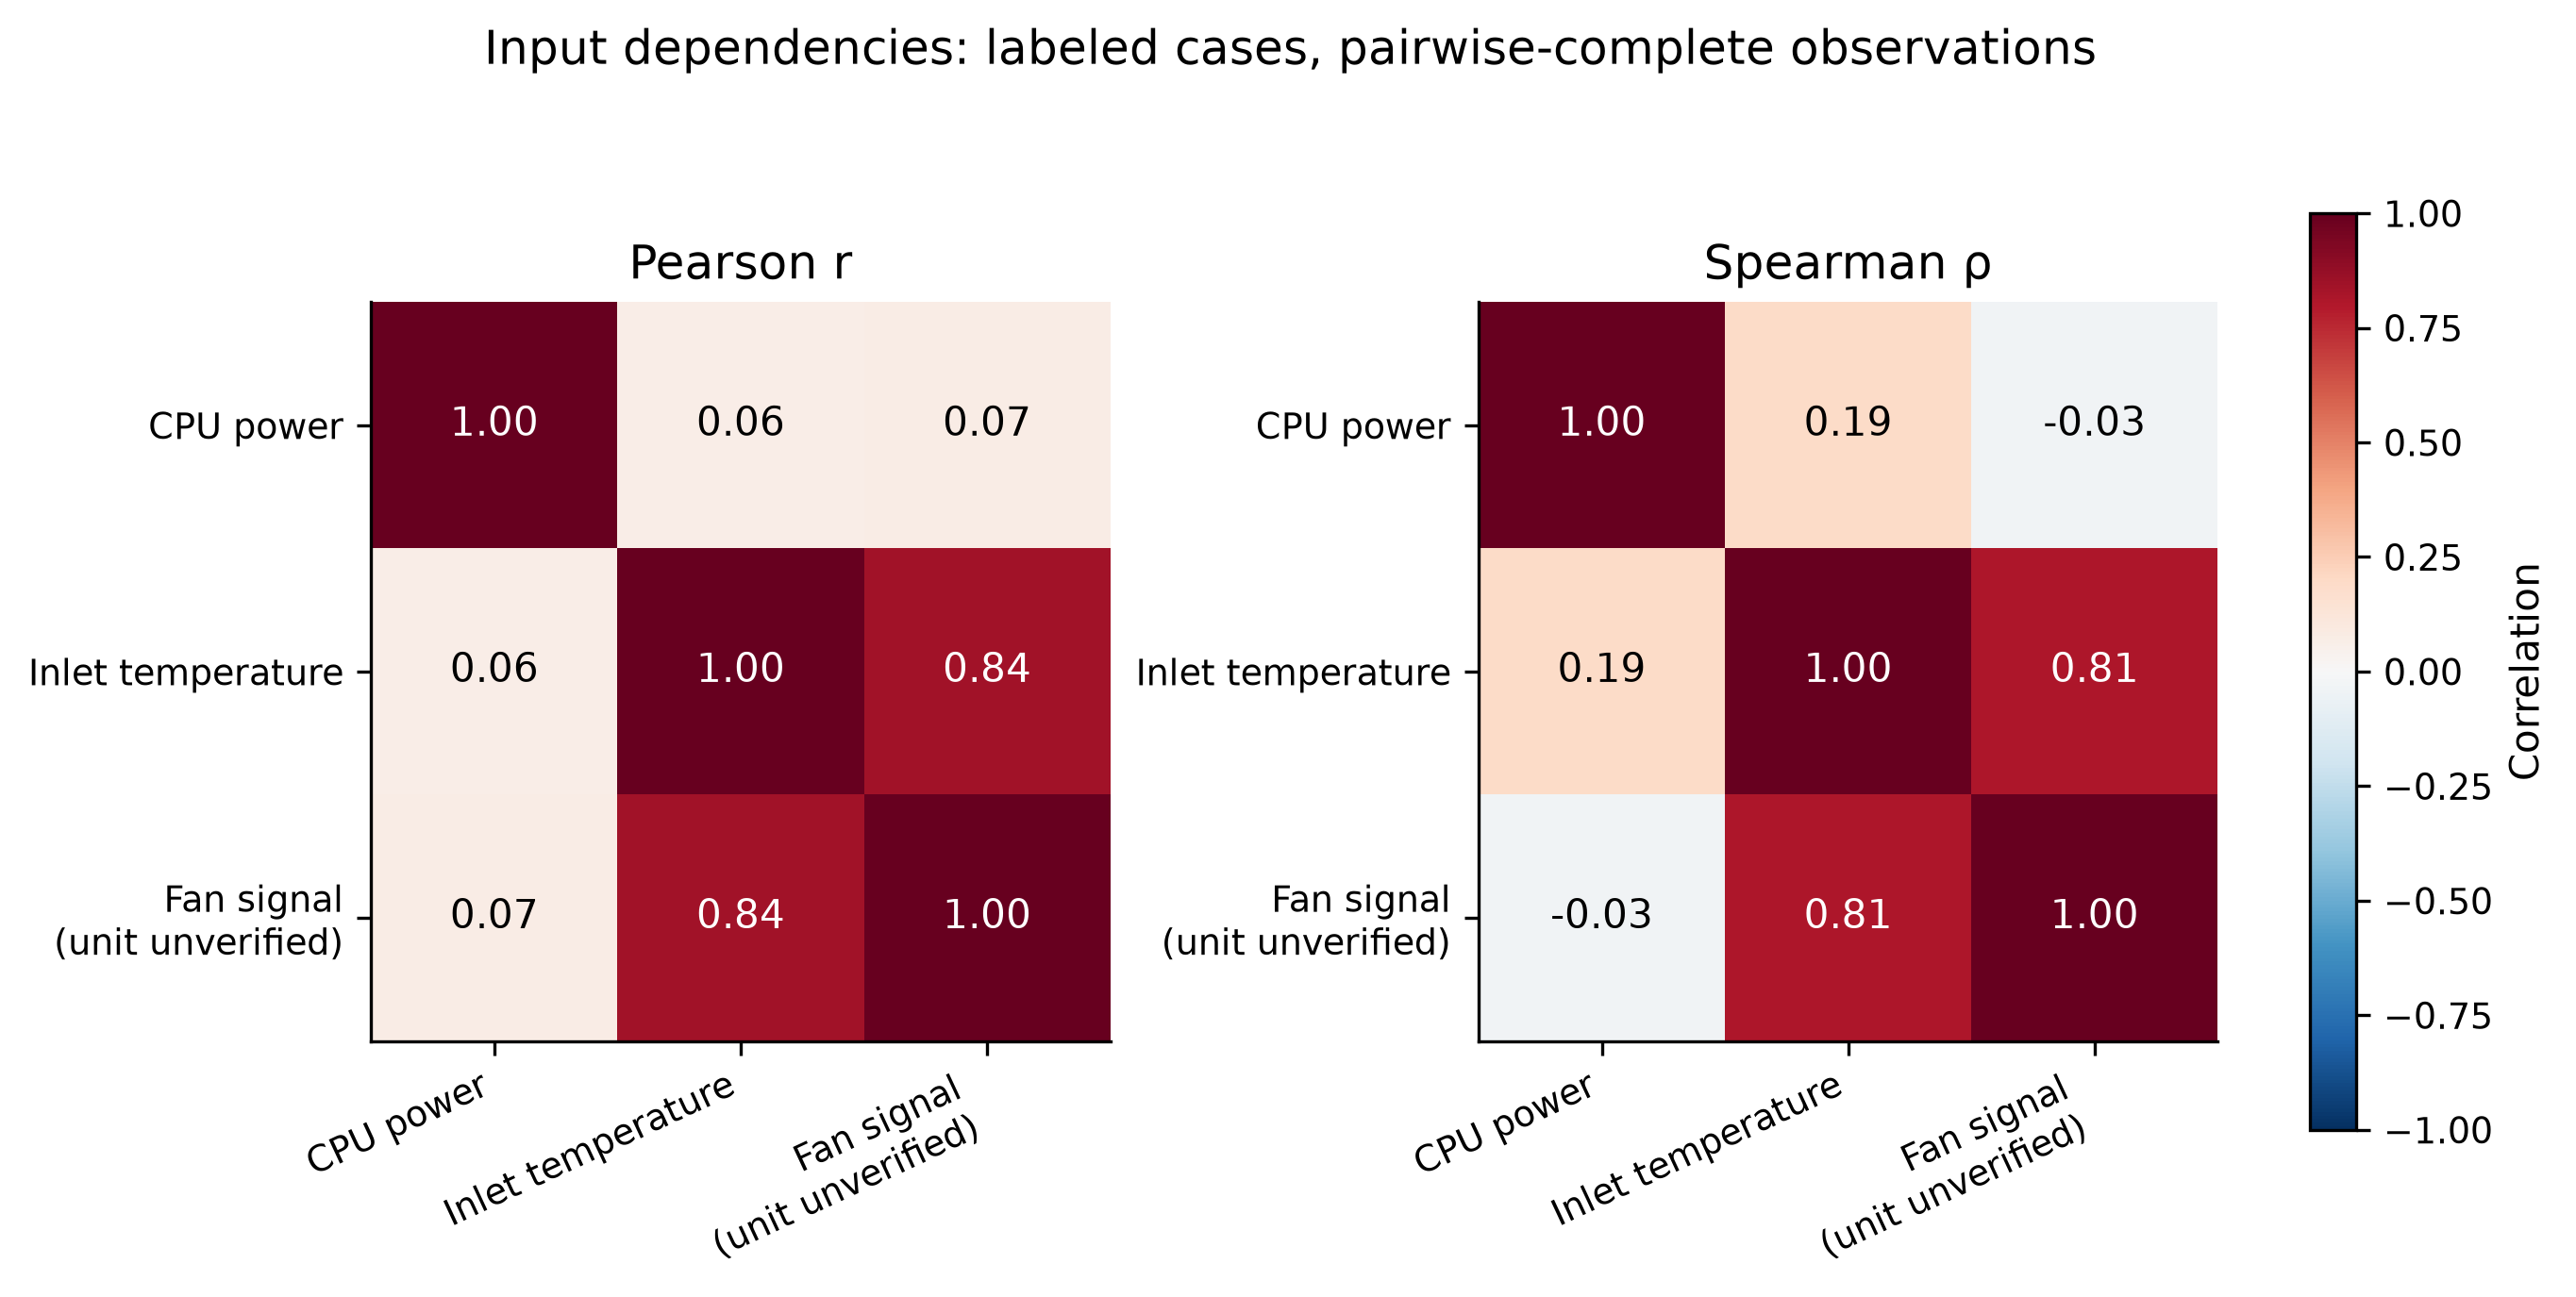 Input dependencies: labeled cases, pairwise-complete observations
Pearson r
CPU power
1.00 0.06 0.07
Inlet temperature
0.06 1.00 0.84
Fan signal
(unit unverified)
0.07 0.84 1.00
CPU power
Inlet temperature
Fan signal
(unit unverified)
Spearman ρ
CPU power
1.00 0.19 -0.03
Inlet temperature
0.19 1.00 0.81
Fan signal
(unit unverified)
-0.03 0.81 1.00
CPU power
Inlet temperature
Fan signal
(unit unverified)
1.00
0.75
0.50
0.25
0.00
−0.25
−0.50
−0.75
−1.00
Correlation